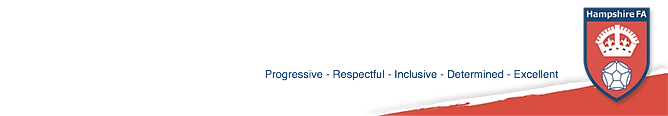 Hampshire FA
Progressive - Respectful - Inclusive - Determined - Excellent